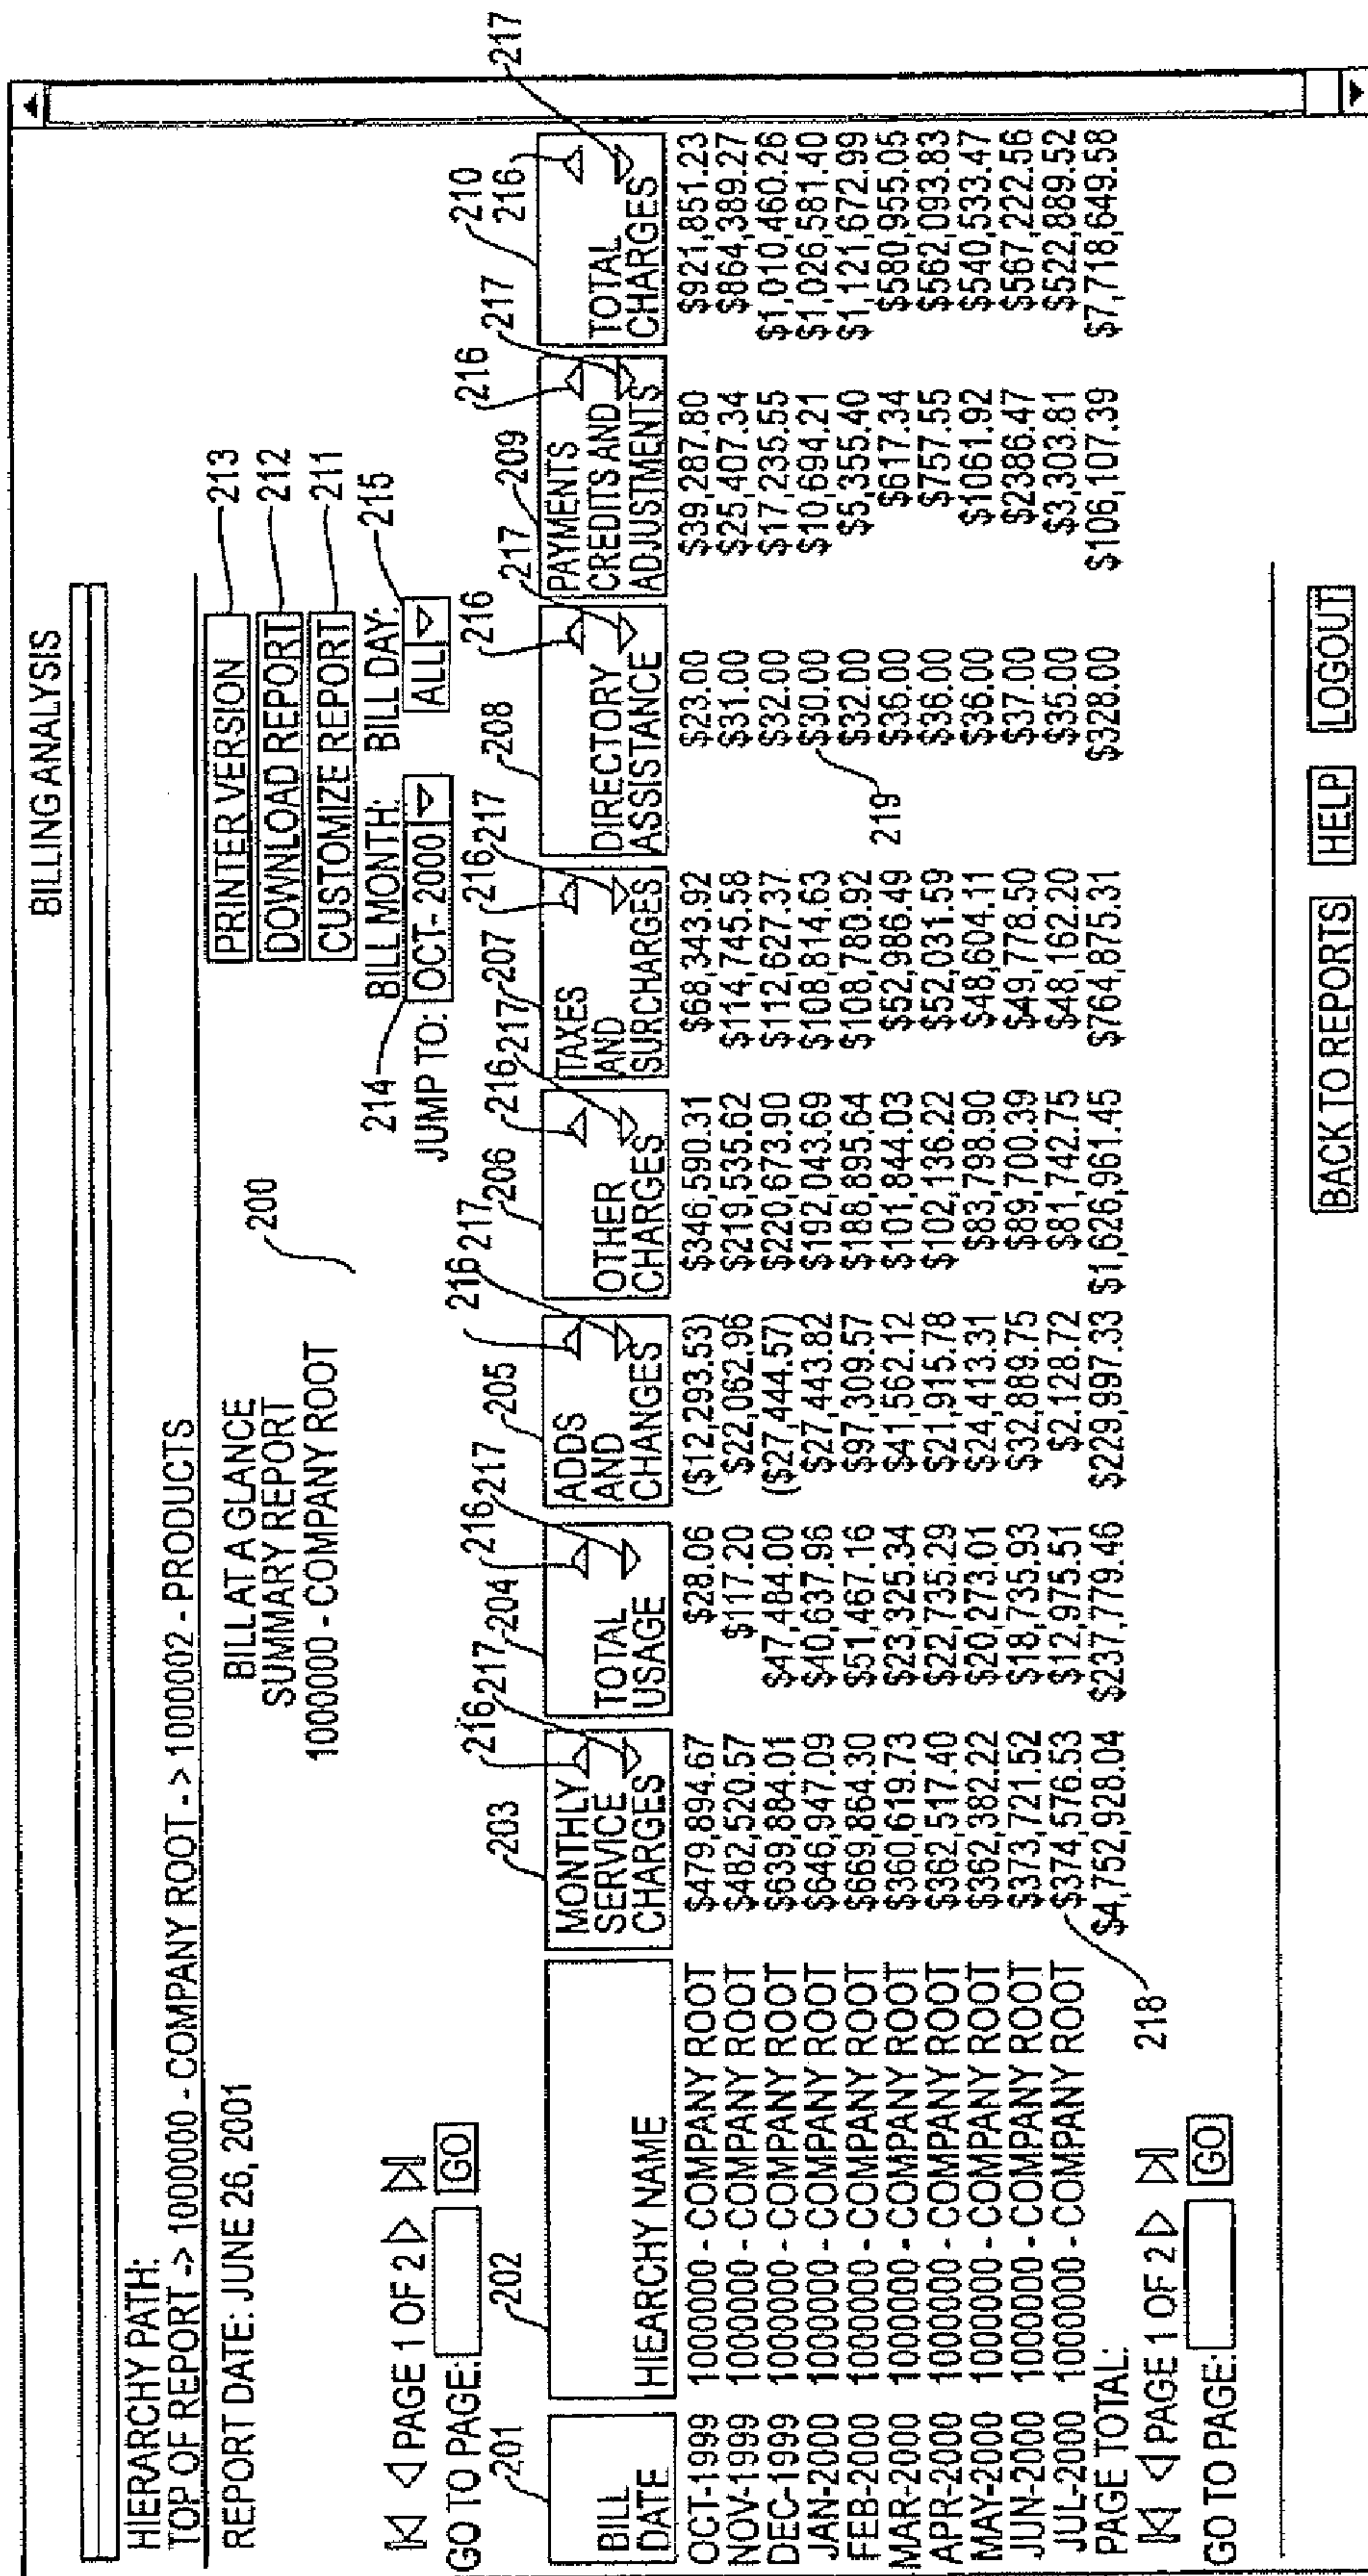 BILLING ANALYSIS
HIERARCHY PATH:
TOP OF REPORT -> 1000000 - COMPANY ROOT - > 1000002 - PRODUCTS
REPORT DATE: JUNE 26, 2001
BILL AT A GLANCE
SUMMARY REPORT
1000000 - COMPANY ROOT
200
PRINTER VERSION 213
DOWNLOAD REPORT 212
CUSTOMIZE REPORT 211
214 BILL MONTH: BILL DAY: 215
JUMP TO: OCT- 2000 ALL
PAGE 1 OF 2
GO TO PAGE: GO
201 202 203 216 217 204 216 217 205 216 217 206 216 217 207 216 217 208 216 217 209 216 217 210 216 217
BILL DATE HIEARCHY NAME MONTHLY SERVICE CHARGES TOTAL USAGE ADDS AND CHANGES OTHER CHARGES TAXES AND SURCHARGES DIRECTORY ASSISTANCE PAYMENTS CREDITS AND ADJUSTMENTS TOTAL CHARGES
OCT-1999 1000000 - COMPANY ROOT $479,894.67 $28.06 ($12,293.53) $346,590.31 $68,343.92 $23.00 $39,287.80 $921,851.23
NOV-1999 1000000 - COMPANY ROOT $482,520.57 $117.20 $22,062.96 $219,535.62 $114,745.58 $31.00 $25,407.34 $864,389.27
DEC-1999 1000000 - COMPANY ROOT $639,884.01 $47,484.00 ($27,444.57) $220,673.90 $112,627.37 $32.00 $17,235.55 $1,010,460.26
JAN-2000 1000000 - COMPANY ROOT $646,947.09 $40,637.96 $27,443.82 $192,043.69 $108,814.63 $30.00 $10,694.21 $1,026,581.40
FEB-2000 1000000 - COMPANY ROOT $669,864.30 $51,467.16 $97,309.57 $188,895.64 $108,780.92 $32.00 $5,355.40 $1,121,672.99
MAR-2000 1000000 - COMPANY ROOT $360,619.73 $23,325.34 $41,562.12 $101,844.03 $52,986.49 $36.00 $617.34 $580,955.05
APR-2000 1000000 - COMPANY ROOT $362,517.40 $22,735.29 $21,915.78 $102,136.22 $52,031.59 $36.00 $757.55 $562,093.83
MAY-2000 1000000 - COMPANY ROOT $362,382.22 $20,273.01 $24,413.31 $83,798.90 $48,604.11 $36.00 $1061.92 $540,533.47
JUN-2000 1000000 - COMPANY ROOT $373,721.52 $18,735.93 $32,889.75 $89,700.39 $49,778.50 $37.00 $2386.47 $567,222.56
JUL-2000 1000000 - COMPANY ROOT $374,576.53 $12,975.51 $2,128.72 $81,742.75 $48,162.20 $35.00 $3,303.81 $522,889.52
PAGE TOTAL: $4,752,928.04 $237,779.46 $229,997.33 $1,626,961.45 $764,875.31 $328.00 $106,107.39 $7,718,649.58
218 219
PAGE 1 OF 2
GO TO PAGE: GO
BACK TO REPORTS HELP LOGOUT